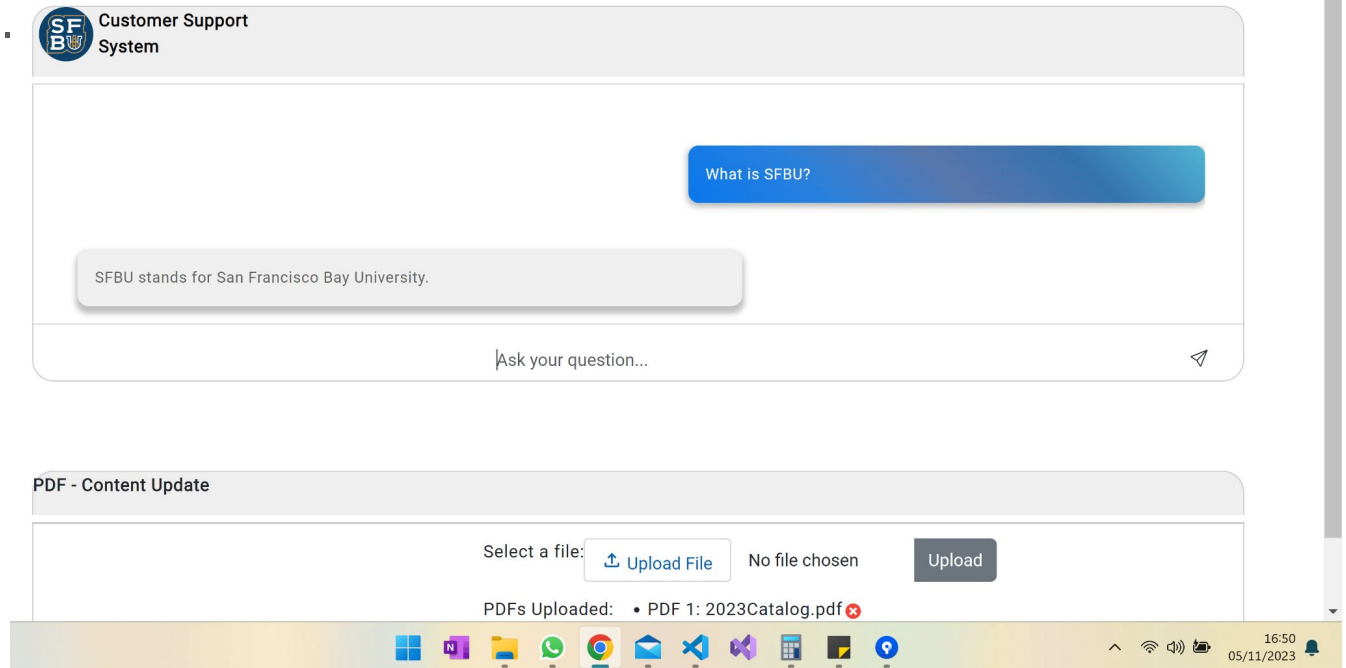 SF
BU
Customer Support
System
What is SFBU?
SFBU stands for San Francisco Bay University.
Ask your question...
PDF - Content Update
Select a file: Upload File No file chosen Upload
PDFs Uploaded: • PDF 1: 2023Catalog.pdf
N
16:50
05/11/2023